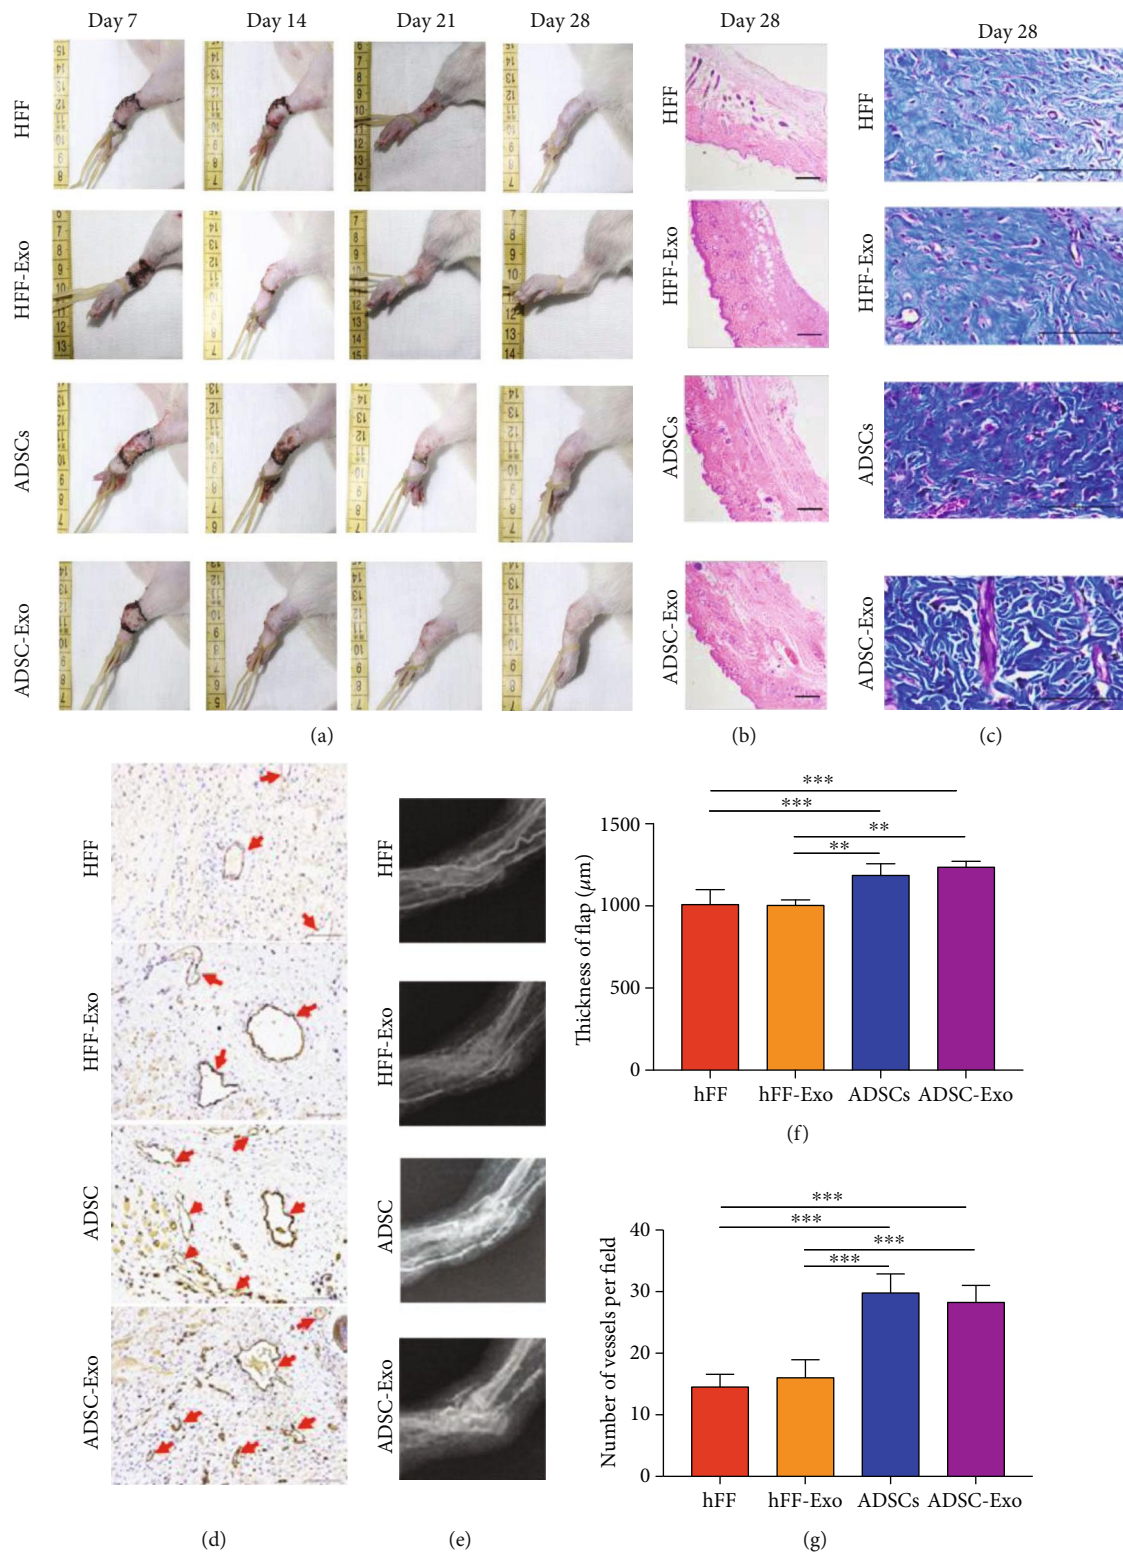 Day 7 Day 14 Day 21 Day 28 Day 28 Day 28
HFF HFF HFF
HFF-Exo HFF-Exo HFF-Exo
ADSCs ADSCs ADSCs
ADSC-Exo ADSC-Exo ADSC-Exo
(a) (b) (c)
HFF HFF
HFF-Exo HFF-Exo
ADSC ADSC
ADSC-Exo ADSC-Exo
(d) (e)
***
***
**
**
Thickness of flap (μm)
1500
1000
500
0
hFF hFF-Exo ADSCs ADSC-Exo
(f)
***
***
***
***
Number of vessels per field
40
30
20
10
0
hFF hFF-Exo ADSCs ADSC-Exo
(g)